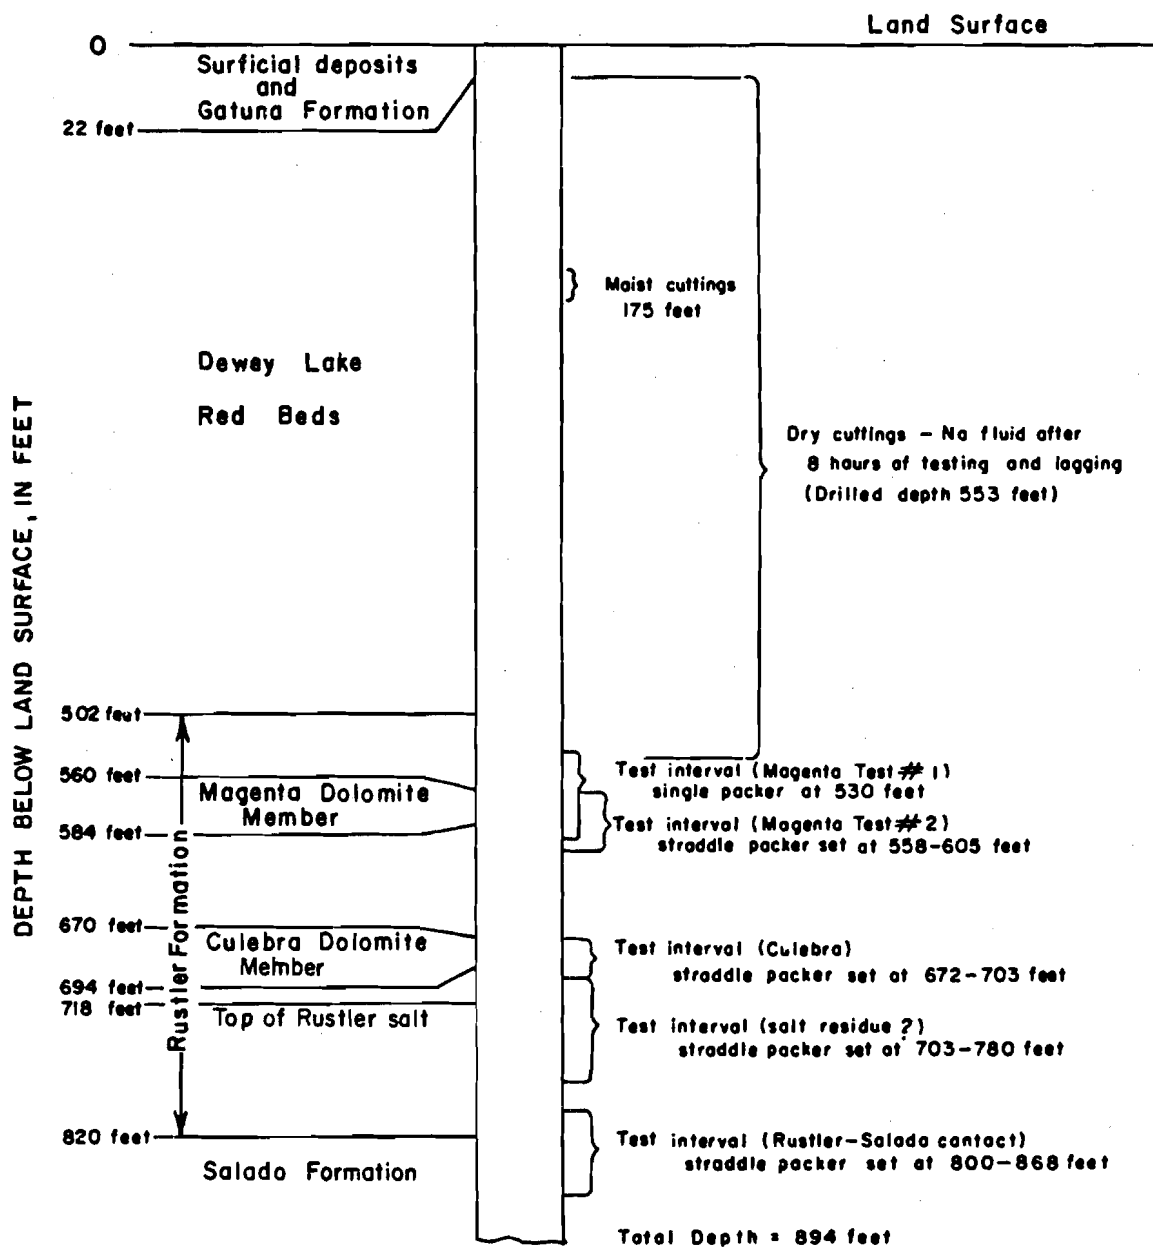 Land Surface
0
Surficial deposits
and
Gatuna Formation
22 feet
Moist cuttings
175 feet
Dewey Lake
Red Beds
Dry cuttings - No fluid after
8 hours of testing and logging
(Drilled depth 553 feet)
DEPTH BELOW LAND SURFACE, IN FEET
502 feet
560 feet
Magenta Dolomite
Member
584 feet
Test interval (Magenta Test # 1)
single packer at 530 feet
Test interval (Magenta Test # 2)
straddle packer set at 558-605 feet
Rustler Formation
670 feet
Culebra Dolomite
Member
694 feet
718 feet
Top of Rustler salt
Test interval (Culebra)
straddle packer set at 672-703 feet
Test interval (salt residue ?)
straddle packer set at 703-780 feet
820 feet
Salado Formation
Test interval (Rustler-Salado contact)
straddle packer set at 800-868 feet
Total Depth = 894 feet